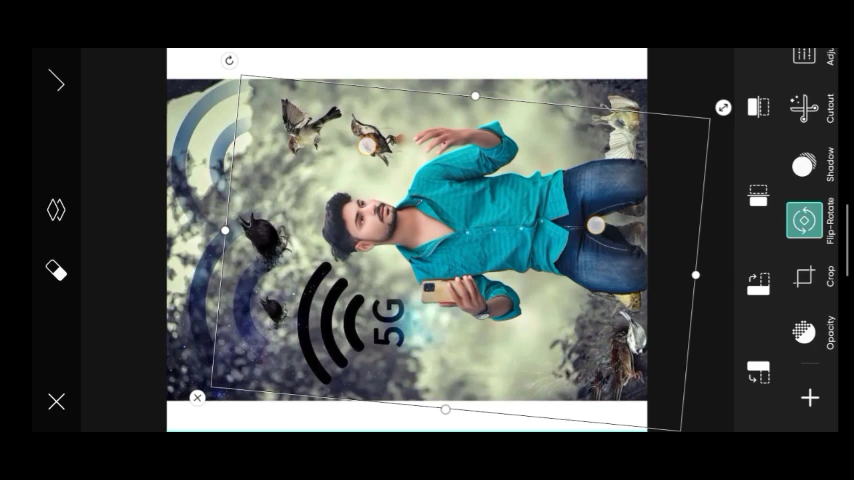 Adju
Cutout
Shadow
Flip-Rotate
Crop
Opacity
5G